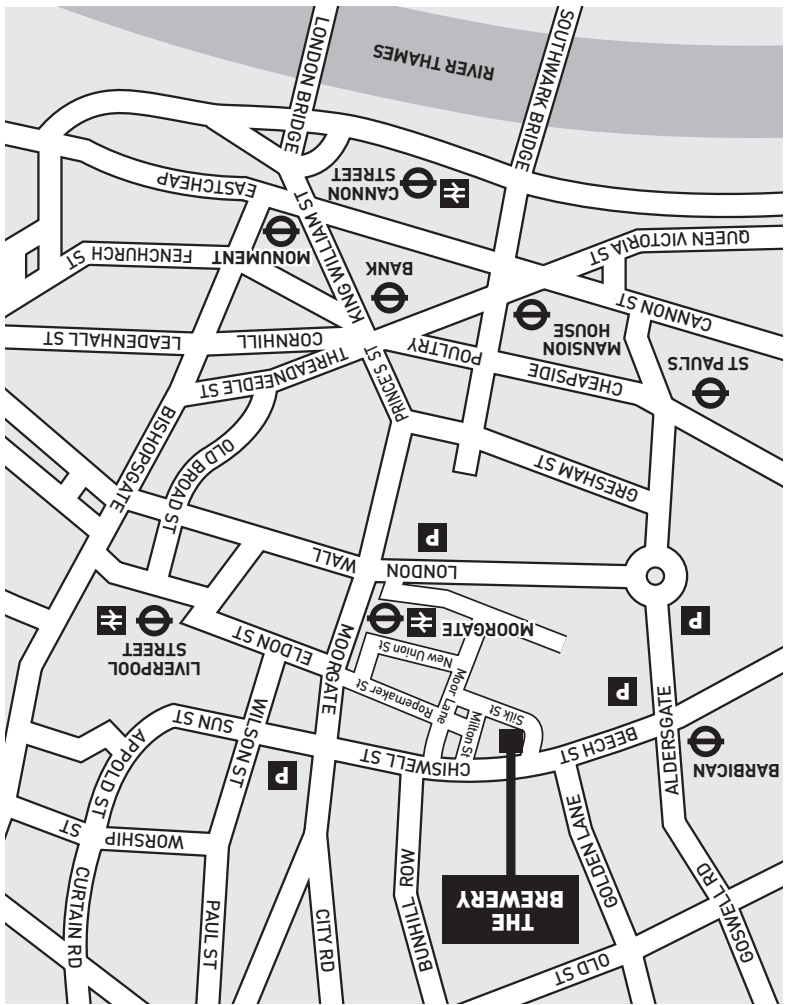 OLD ST
GOSWELL RD
GOLDEN LANE
THE
BREWERY
BUNHILL ROW
CITY RD
PAUL ST
CURTAIN RD
WORSHIP ST
BARBICAN
ALDERSGATE
BEECH ST
CHISWELL ST
P
SUN ST
APPOLD ST
WILSON ST
P
Silk St
Milton St
Moor Lane
Ropemaker St
New Union St
MOORGATE
MOORGATE
ELDON ST
LIVERPOOL
STREET
P
LONDON WALL
P
OLD BROAD ST
BISHOPSGATE
GRESHAM ST
ST PAUL'S
CHEAPSIDE
POULTRY
PRINCE'S ST
THREADNEEDLE ST
MANSION
HOUSE
CORNHILL
LEADENHALL ST
CANNON ST
BANK
KING WILLIAM ST
MONUMENT
FENCHURCH ST
QUEEN VICTORIA ST
CANNON
STREET
EASTCHEAP
SOUTHWARK BRIDGE
LONDON BRIDGE
RIVER THAMES